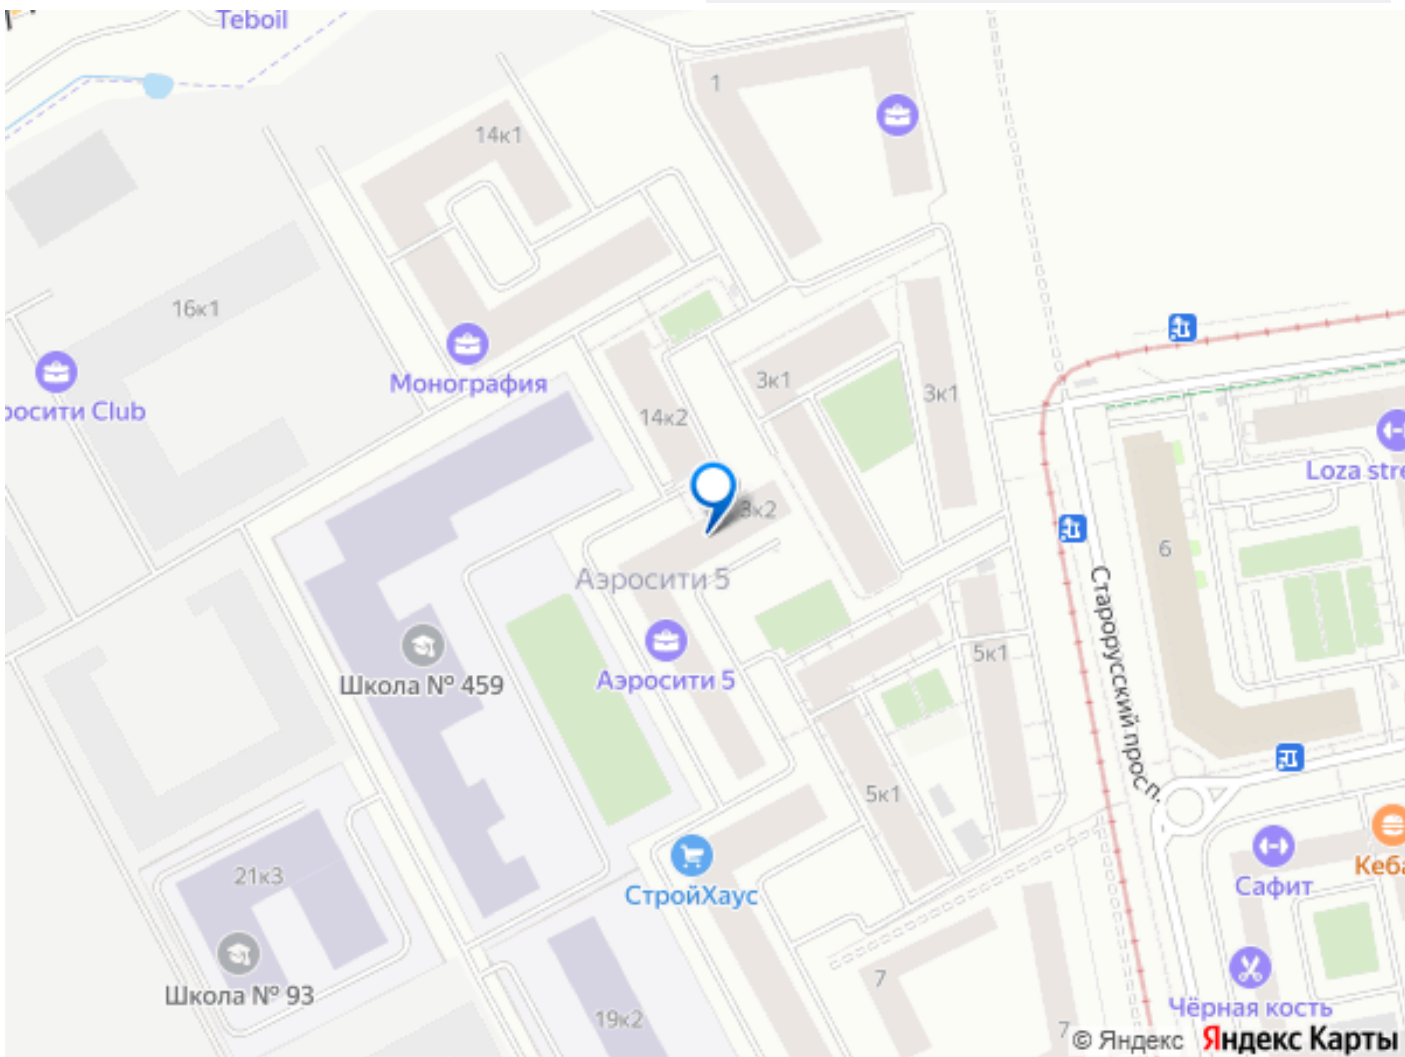 Teboil
1
14к1
16к1
Монография
росити Club
3к1
3к1
14к2
Loza stre
3к2
6
Аэросити 5
Старорусский просп.
Школа № 459
Аэросити 5
5к1
5к1
21к3
СтройХаус
Сафит
Кеба
7
Школа № 93
19к2
Чёрная кость
7
© Яндекс Яндекс Карты